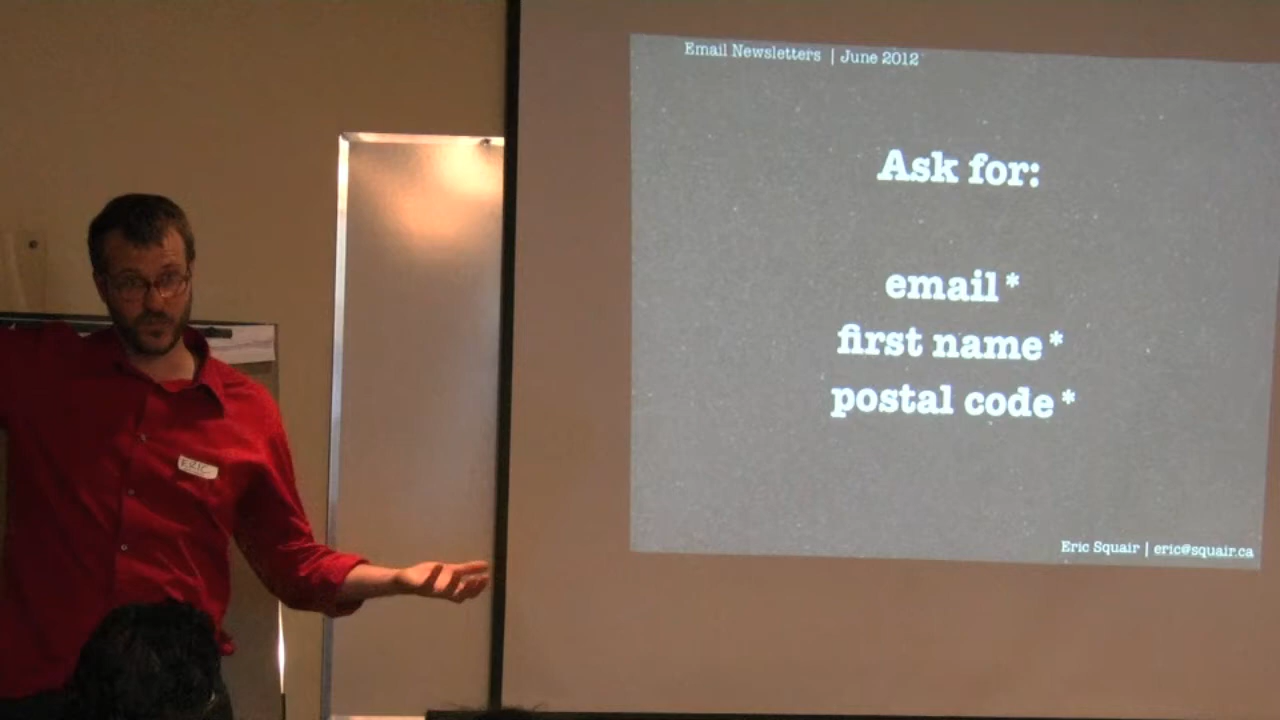 Email Newsletters | June 2012
Ask for:
email*
first name*
postal code*
ERIC
Eric Squair | eric@squair.ca